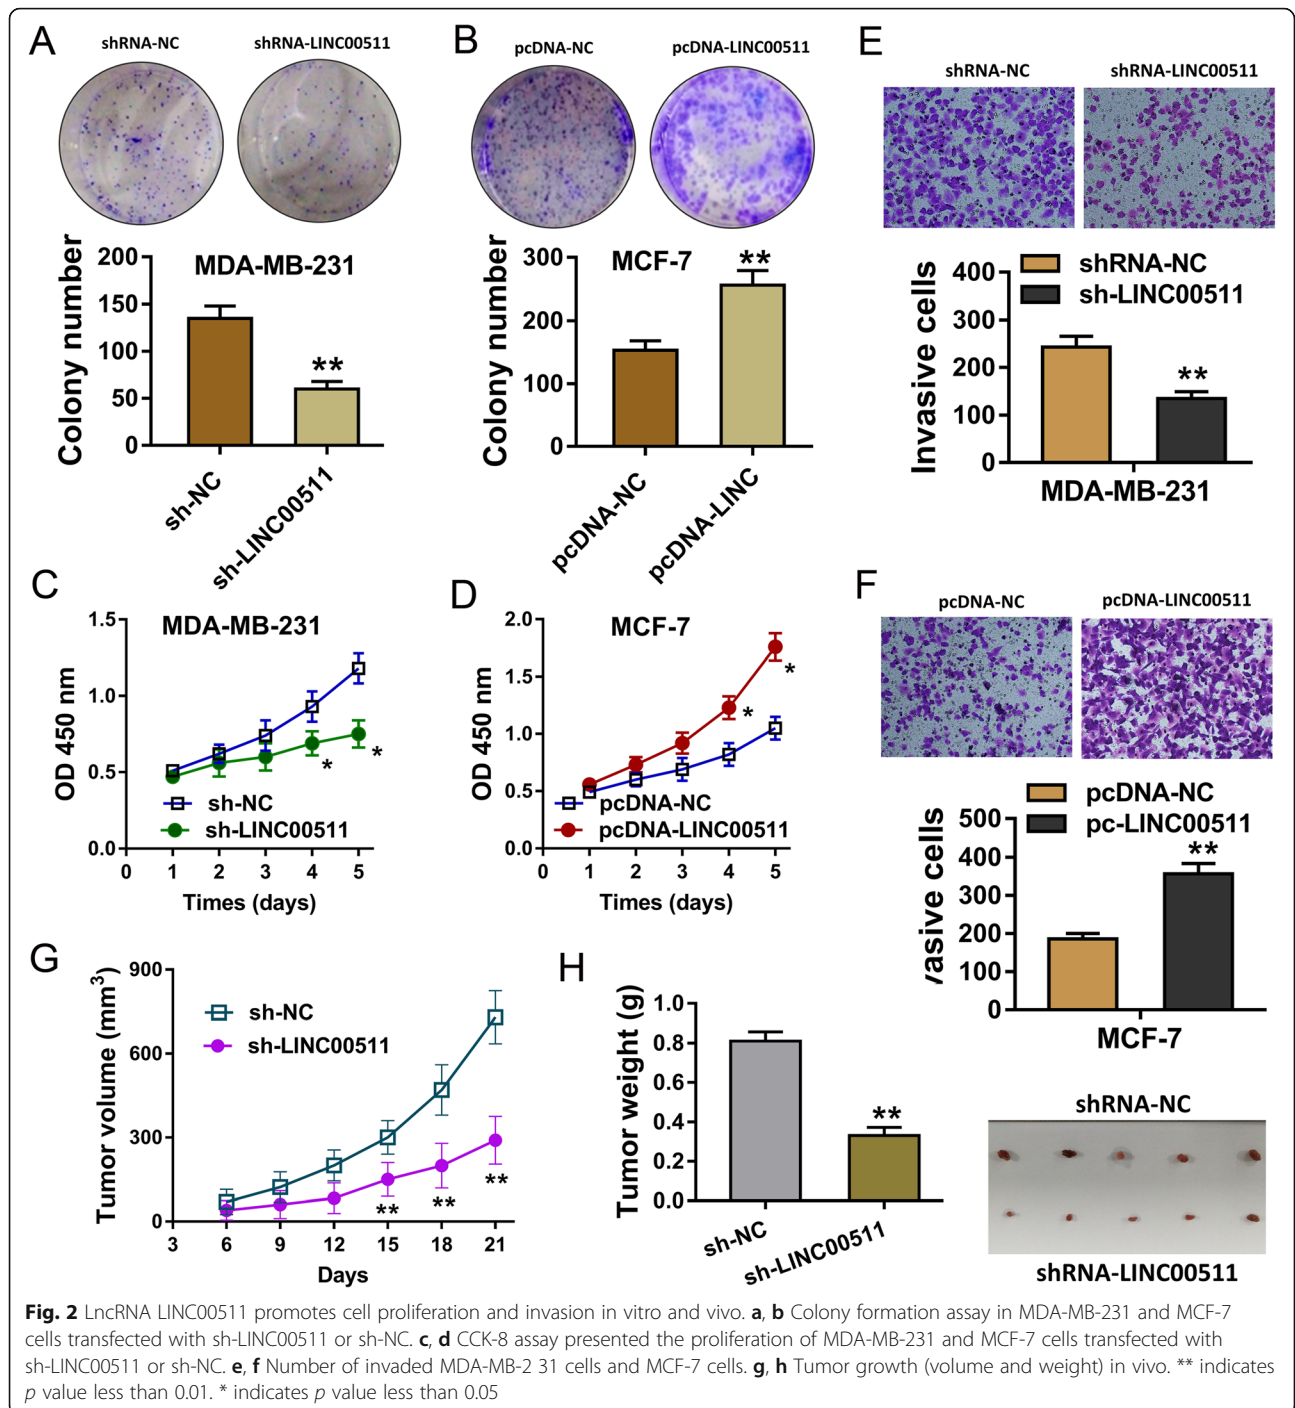 A
shRNA-NC
shRNA-LINC00511
Colony number
200
150
100
50
0
MDA-MB-231
**
sh-NC
sh-LINC00511
B
pcDNA-NC
pcDNA-LINC00511
Colony number
300
200
100
0
MCF-7
**
pcDNA-NC
pcDNA-LINC
E
shRNA-NC
shRNA-LINC00511
Invasive cells
400
300
200
100
0
shRNA-NC
sh-LINC00511
**
MDA-MB-231
C
OD 450 nm
1.5
1.0
0.5
0.0
MDA-MB-231
*
*
sh-NC
sh-LINC00511
0 1 2 3 4 5
Times (days)
D
OD 450 nm
2.0
1.5
1.0
0.5
0.0
MCF-7
*
*
pcDNA-NC
pcDNA-LINC00511
0 1 2 3 4 5
Times (days)
F
pcDNA-NC
pcDNA-LINC00511
vasive cells
500
400
300
200
100
0
pcDNA-NC
pc-LINC00511
**
MCF-7
G
Tumor volume (mm³)
900
600
300
0
sh-NC
sh-LINC00511
**
**
**
3 6 9 12 15 18 21
Days
H
Tumor weight (g)
1.0
0.8
0.6
0.4
0.2
0.0
**
sh-NC
sh-LINC00511
shRNA-NC
shRNA-LINC00511
Fig. 2 LncRNA LINC00511 promotes cell proliferation and invasion in vitro and vivo. a, b Colony formation assay in MDA-MB-231 and MCF-7
cells transfected with sh-LINC00511 or sh-NC. c, d CCK-8 assay presented the proliferation of MDA-MB-231 and MCF-7 cells transfected with
sh-LINC00511 or sh-NC. e, f Number of invaded MDA-MB-2 31 cells and MCF-7 cells. g, h Tumor growth (volume and weight) in vivo. ** indicates
p value less than 0.01. * indicates p value less than 0.05